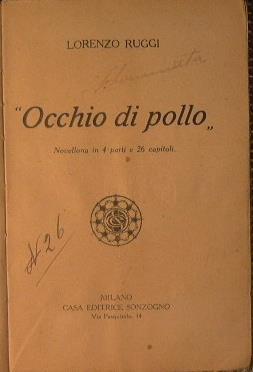 LORENZO RUGGI
"Occhio di pollo„
Novellona in 4 parti e 26 capitoli.
N. 26
MILANO
CASA EDITRICE SONZOGNO
Via Pasquirolo, 14